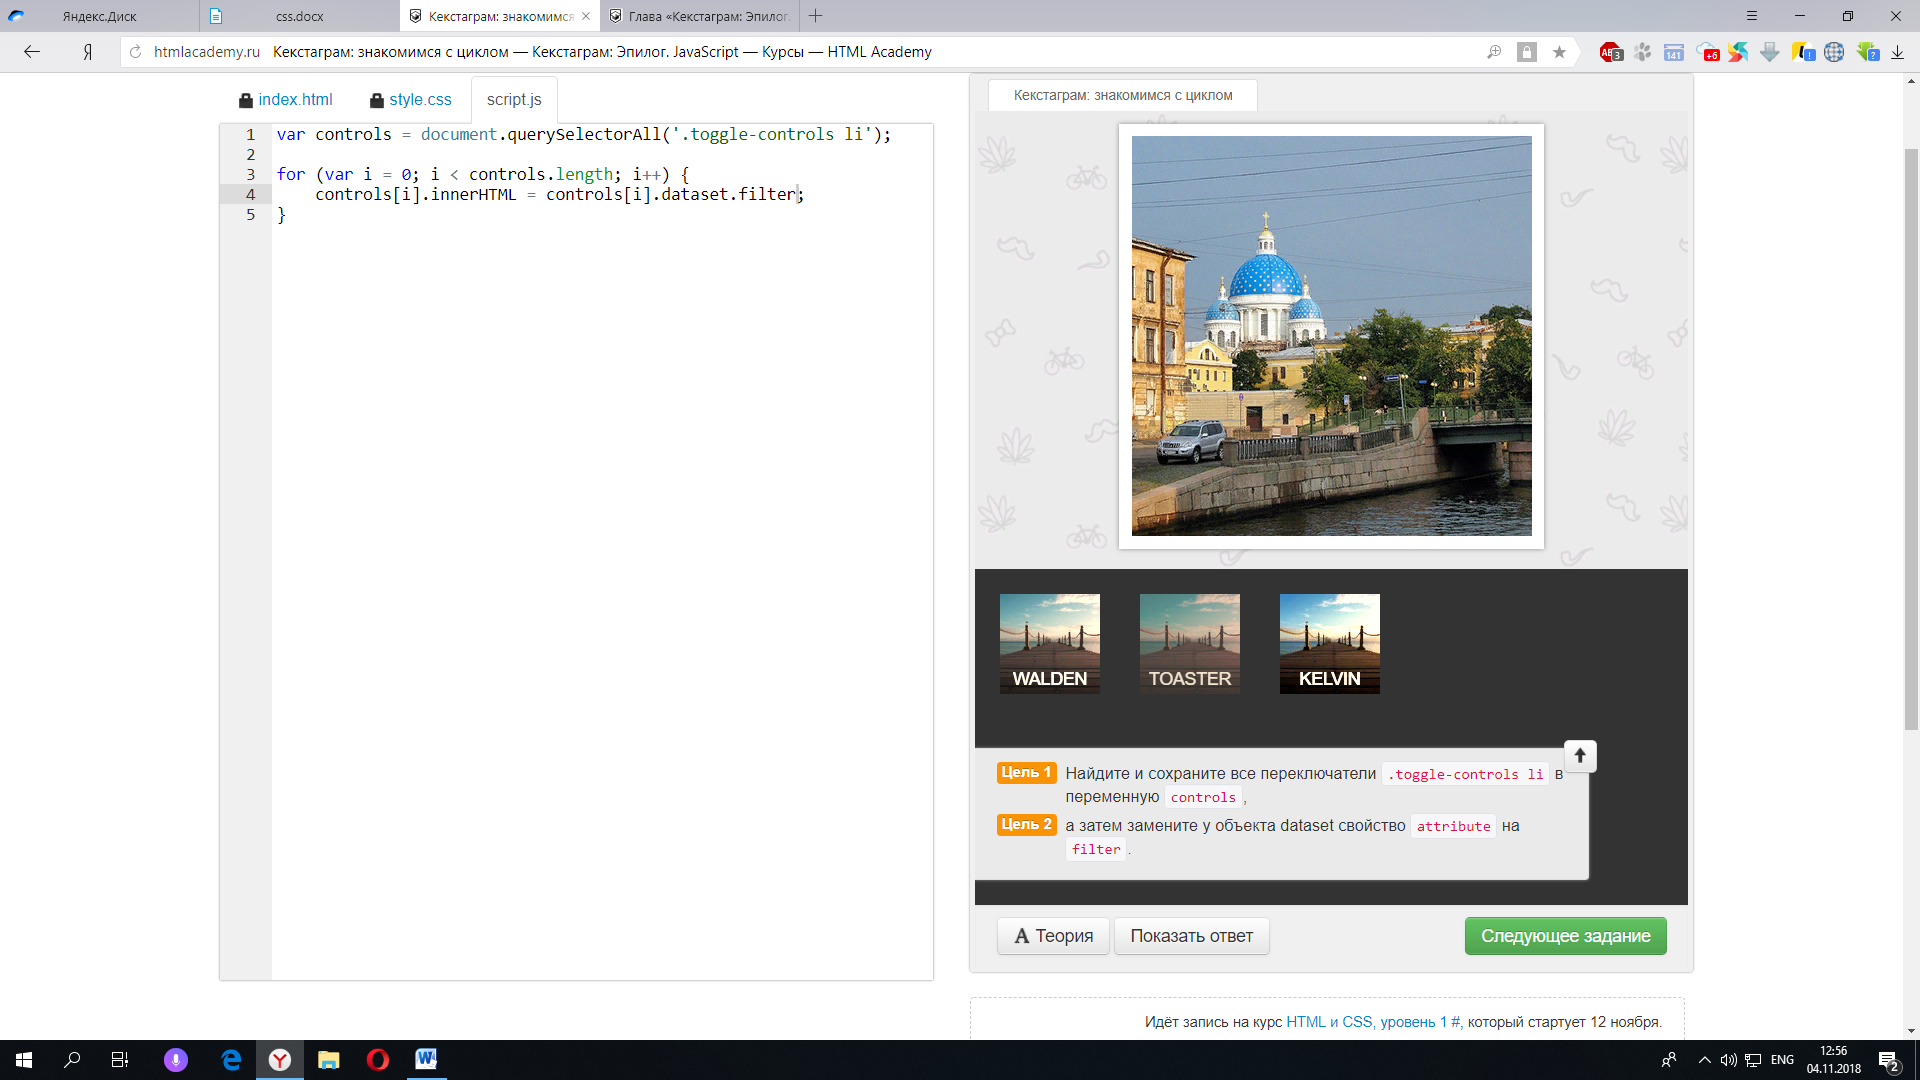 Яндекс.Диск
css.docx
Кекстаграм: знакомимся
Глава «Кекстаграм: Эпилог.
Я
htmlacademy.ru Кекстаграм: знакомимся с циклом — Кекстаграм: Эпилог. JavaScript — Курсы — HTML Academy
3
141
+6
!
?
index.html
style.css
script.js
1 var controls = document.querySelectorAll('.toggle-controls li');
2
3 for (var i = 0; i < controls.length; i++) {
4 controls[i].innerHTML = controls[i].dataset.filter;
5 }
Кекстаграм: знакомимся с циклом
WALDEN
TOASTER
KELVIN
Цель 1 Найдите и сохраните все переключатели .toggle-controls li в
переменную controls,
Цель 2 а затем замените у объекта dataset свойство attribute на
filter.
A Теория
Показать ответ
Следующее задание
Идёт запись на курс HTML и CSS, уровень 1 #, который стартует 12 ноября.
ENG
12:56
04.11.2018
2